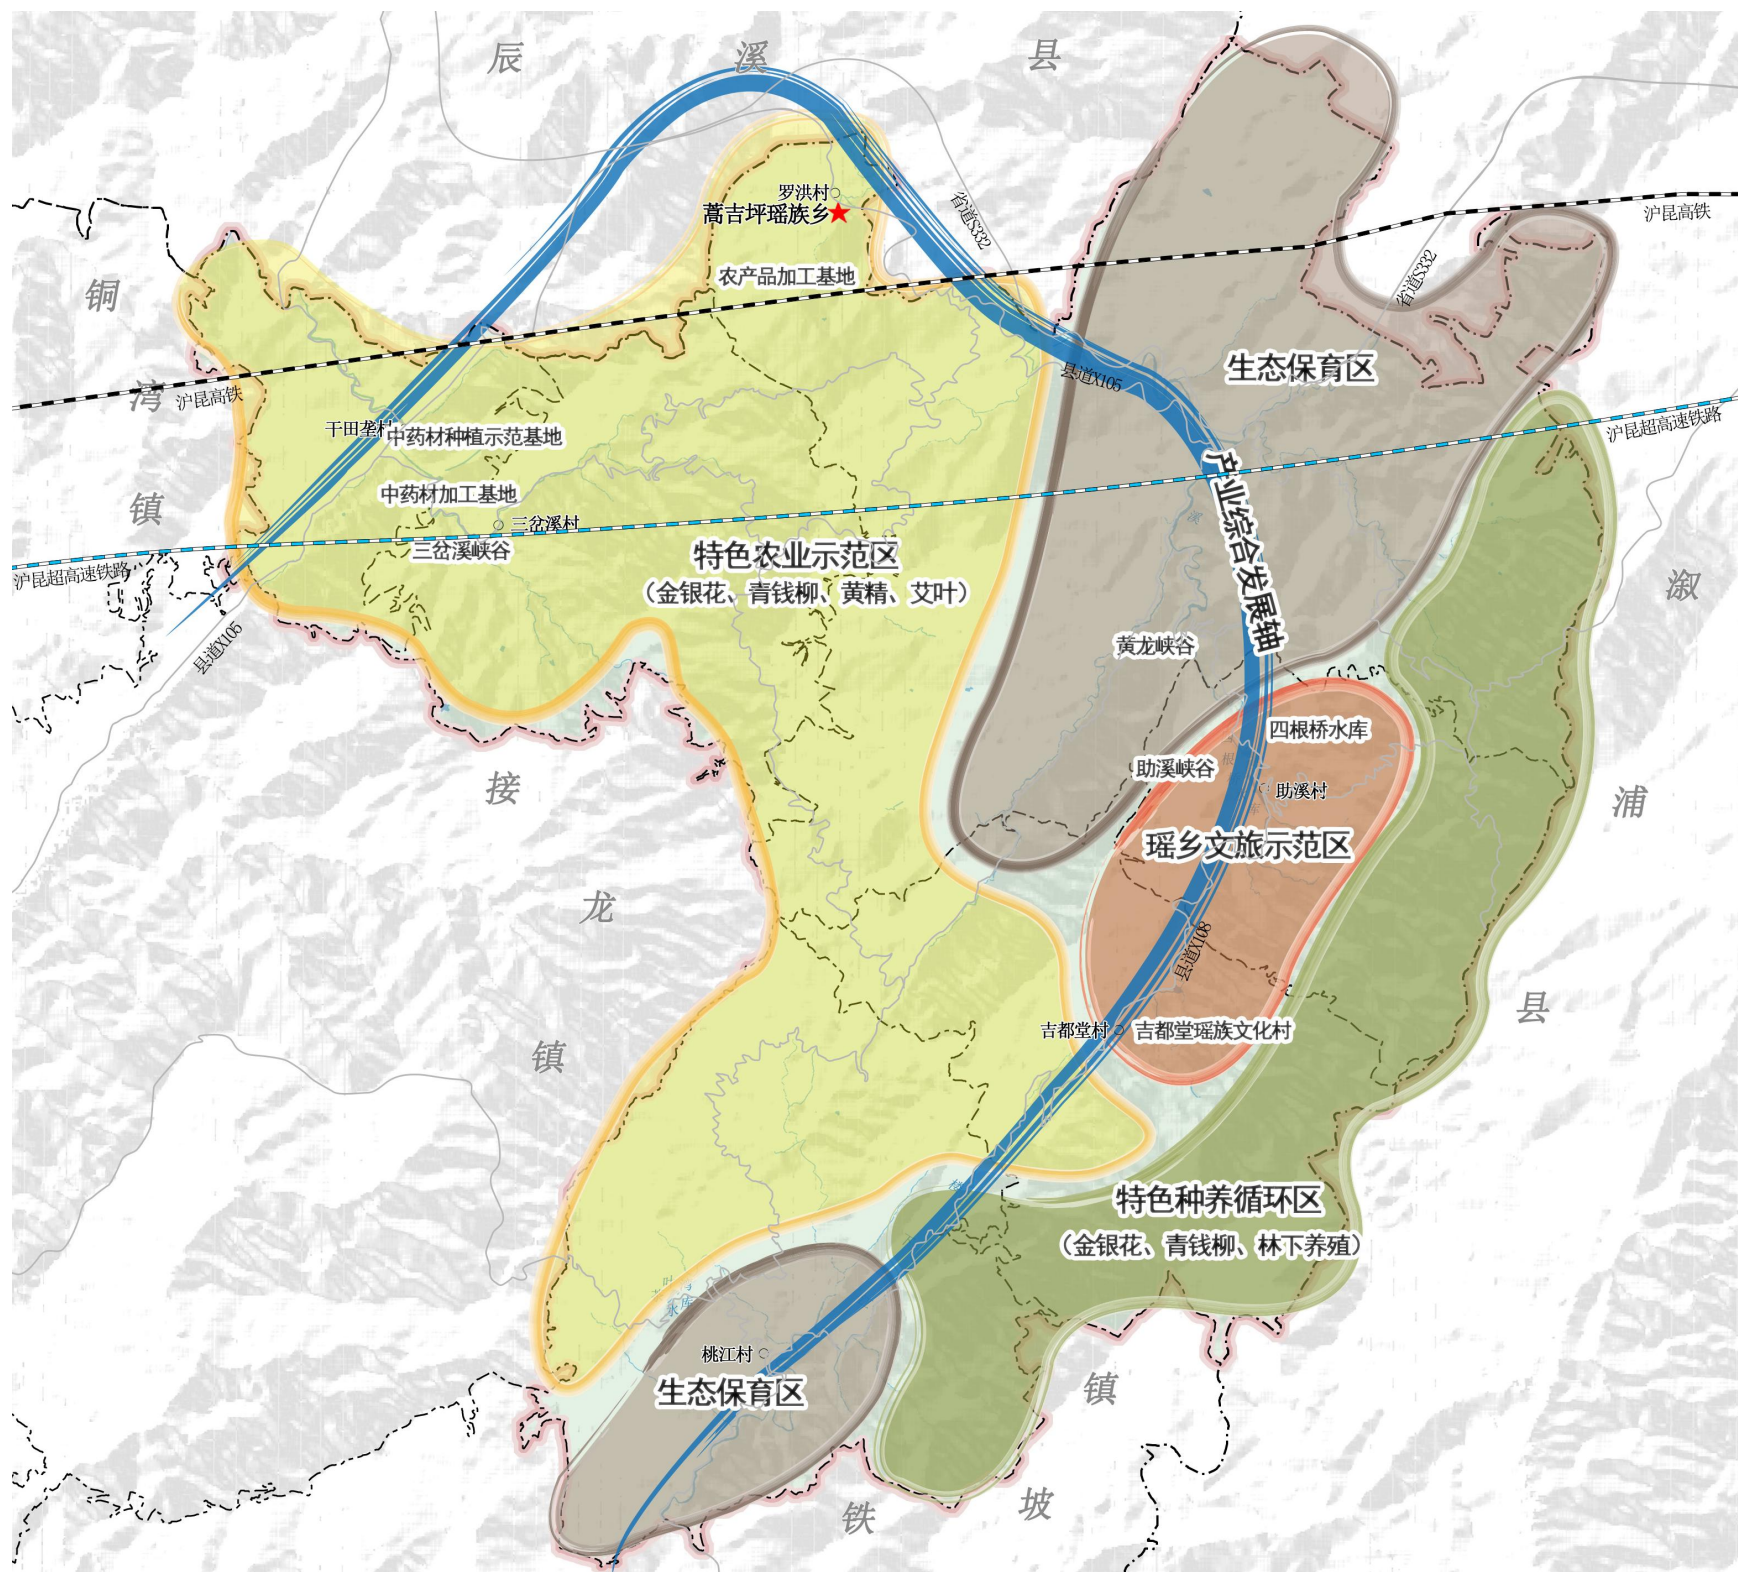 辰溪县
罗洪村
蒿吉坪瑶族乡
省道S332
沪昆高铁
农产品加工基地
省道S332
铜湾镇
沪昆高铁
县道X105
生态保育区
干田垄村
中药材种植示范基地
沪昆超高速铁路
中药材加工基地
三岔溪村
三岔溪峡谷
产业综合发展轴
溪
沪昆超高速铁路
特色农业示范区
(金银花、青钱柳、黄精、艾叶)
县道X105
黄龙峡谷
溆浦县
四根桥水库
助溪峡谷
根
助溪村
接龙镇
瑶乡文旅示范区
县道X108
吉都堂村
吉都堂瑶族文化村
特色种养循环区
(金银花、青钱柳、林下养殖)
水库
桃江村
生态保育区
铁坡镇